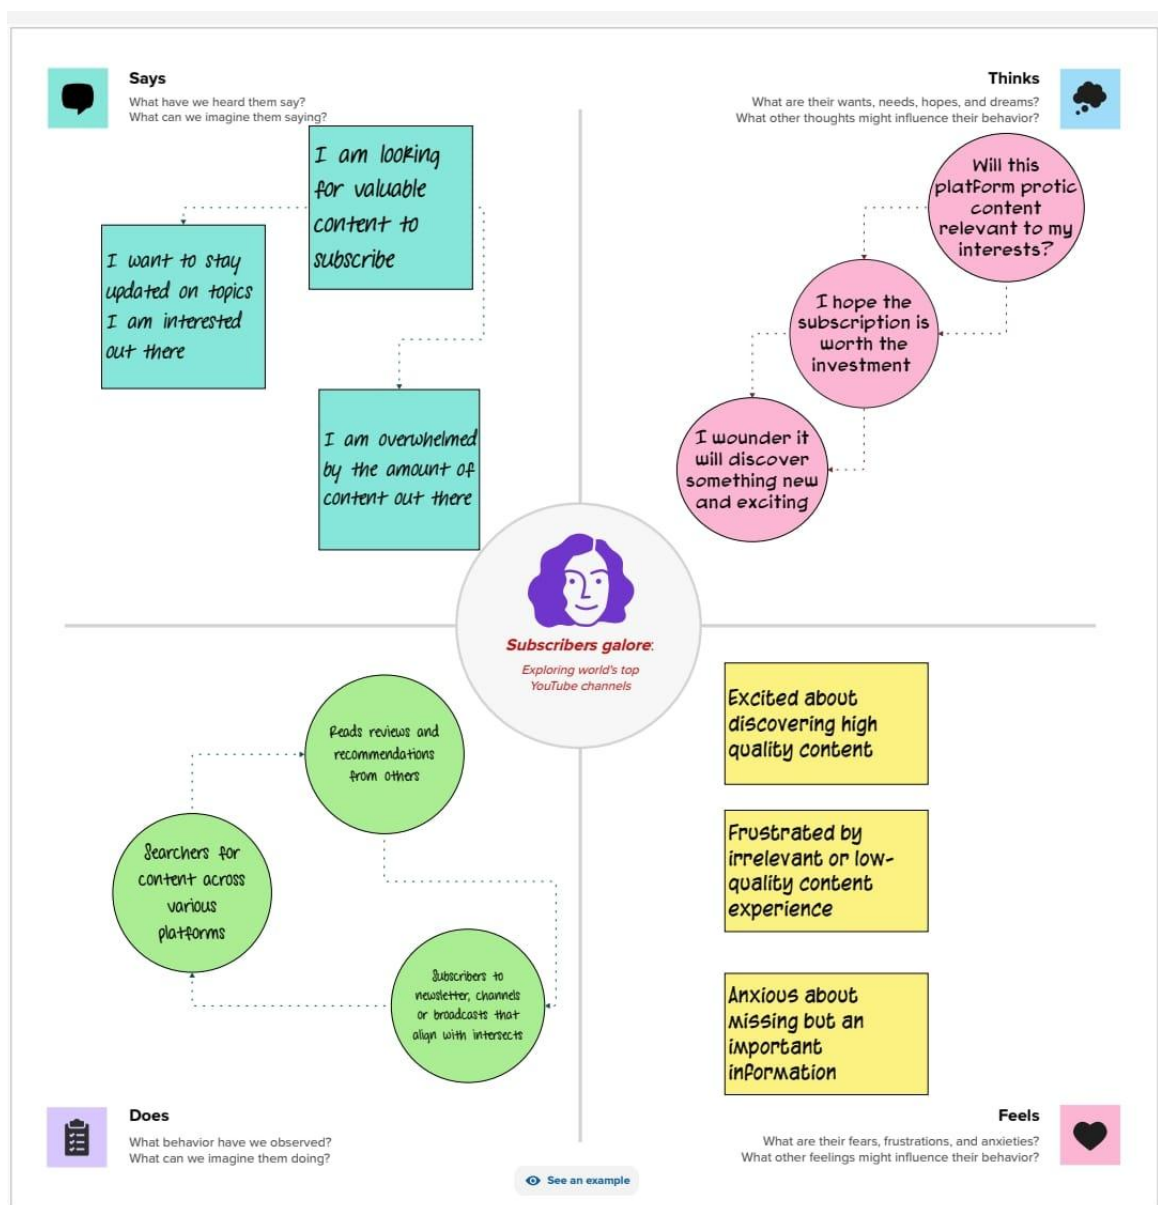 Says
What have we heard them say?
What can we imagine them saying?
I am looking
for valuable
content to
subscribe
I want to stay
updated on topics
I am interested
out there
I am overwhelmed
by the amount of
content out there
Thinks
What are their wants, needs, hopes, and dreams?
What other thoughts might influence their behavior?
Will this
platform protic
content
relevant to my
interests?
I hope the
subscription is
worth the
investment
I wounder it
will discover
something new
and exciting
Subscribers galore:
Exploring world's top
YouTube channels
Reads reviews and
recommendations
from others
Searchers for
content across
various
platforms
Subscribers to
newsletter, channels
or broadcasts that
align with intersects
Does
What behavior have we observed?
What can we imagine them doing?
Excited about
discovering high
quality content
Frustrated by
irrelevant or low-
quality content
experience
Anxious about
missing but an
important
information
Feels
What are their fears, frustrations, and anxieties?
What other feelings might influence their behavior?
See an example